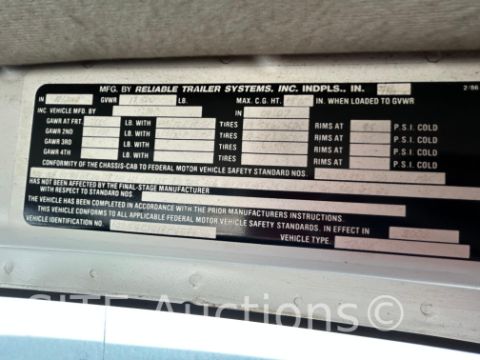 MFG. BY RELIABLE TRAILER SYSTEMS, INC. INDPLS., IN. 2/96
IN GVWR LB. MAX. C.G. HT. IN. WHEN LOADED TO GVWR
INC VEHICLE MFG. BY IN
GAWR AT FRT. LB. WITH TIRES RIMS AT P.S.I. COLD
GAWR 2ND LB. WITH TIRES RIMS AT P.S.I. COLD
GAWR 3RD LB. WITH TIRES RIMS AT P.S.I. COLD
GAWR 4TH LB. WITH TIRES RIMS AT P.S.I. COLD
CONFORMITY OF THE CHASSIS-CAB TO FEDERAL MOTOR VEHICLE SAFETY STANDARD NOS.
HAS NOT BEEN AFFECTED BY THE FINAL-STAGE MANUFACTURER
WITH RESPECT TO STANDARD NOS.
THE VEHICLE HAS BEEN COMPLETED IN ACCORDANCE WITH THE PRIOR MANUFACTURERS INSTRUCTIONS.
THIS VEHICLE CONFORMS TO ALL APPLICABLE FEDERAL MOTOR VEHICLE SAFETY STANDARDS. IN EFFECT IN
VEHICLE IDENTIFICATION NO. VEHICLE TYPE.
CITE Auctions©